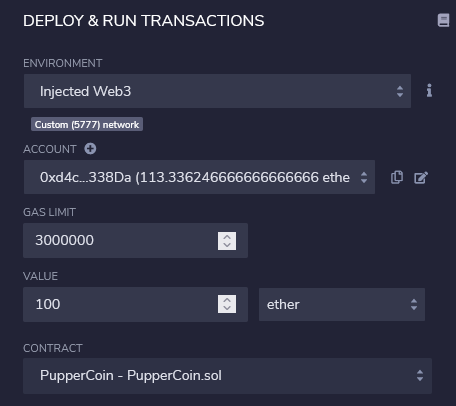 DEPLOY & RUN TRANSACTIONS
ENVIRONMENT
Injected Web3
Custom (5777) network
ACCOUNT
0xd4c...338Da (113.336246666666666666 ethe
GAS LIMIT
3000000
VALUE
100 ether
CONTRACT
PupperCoin - PupperCoin.sol